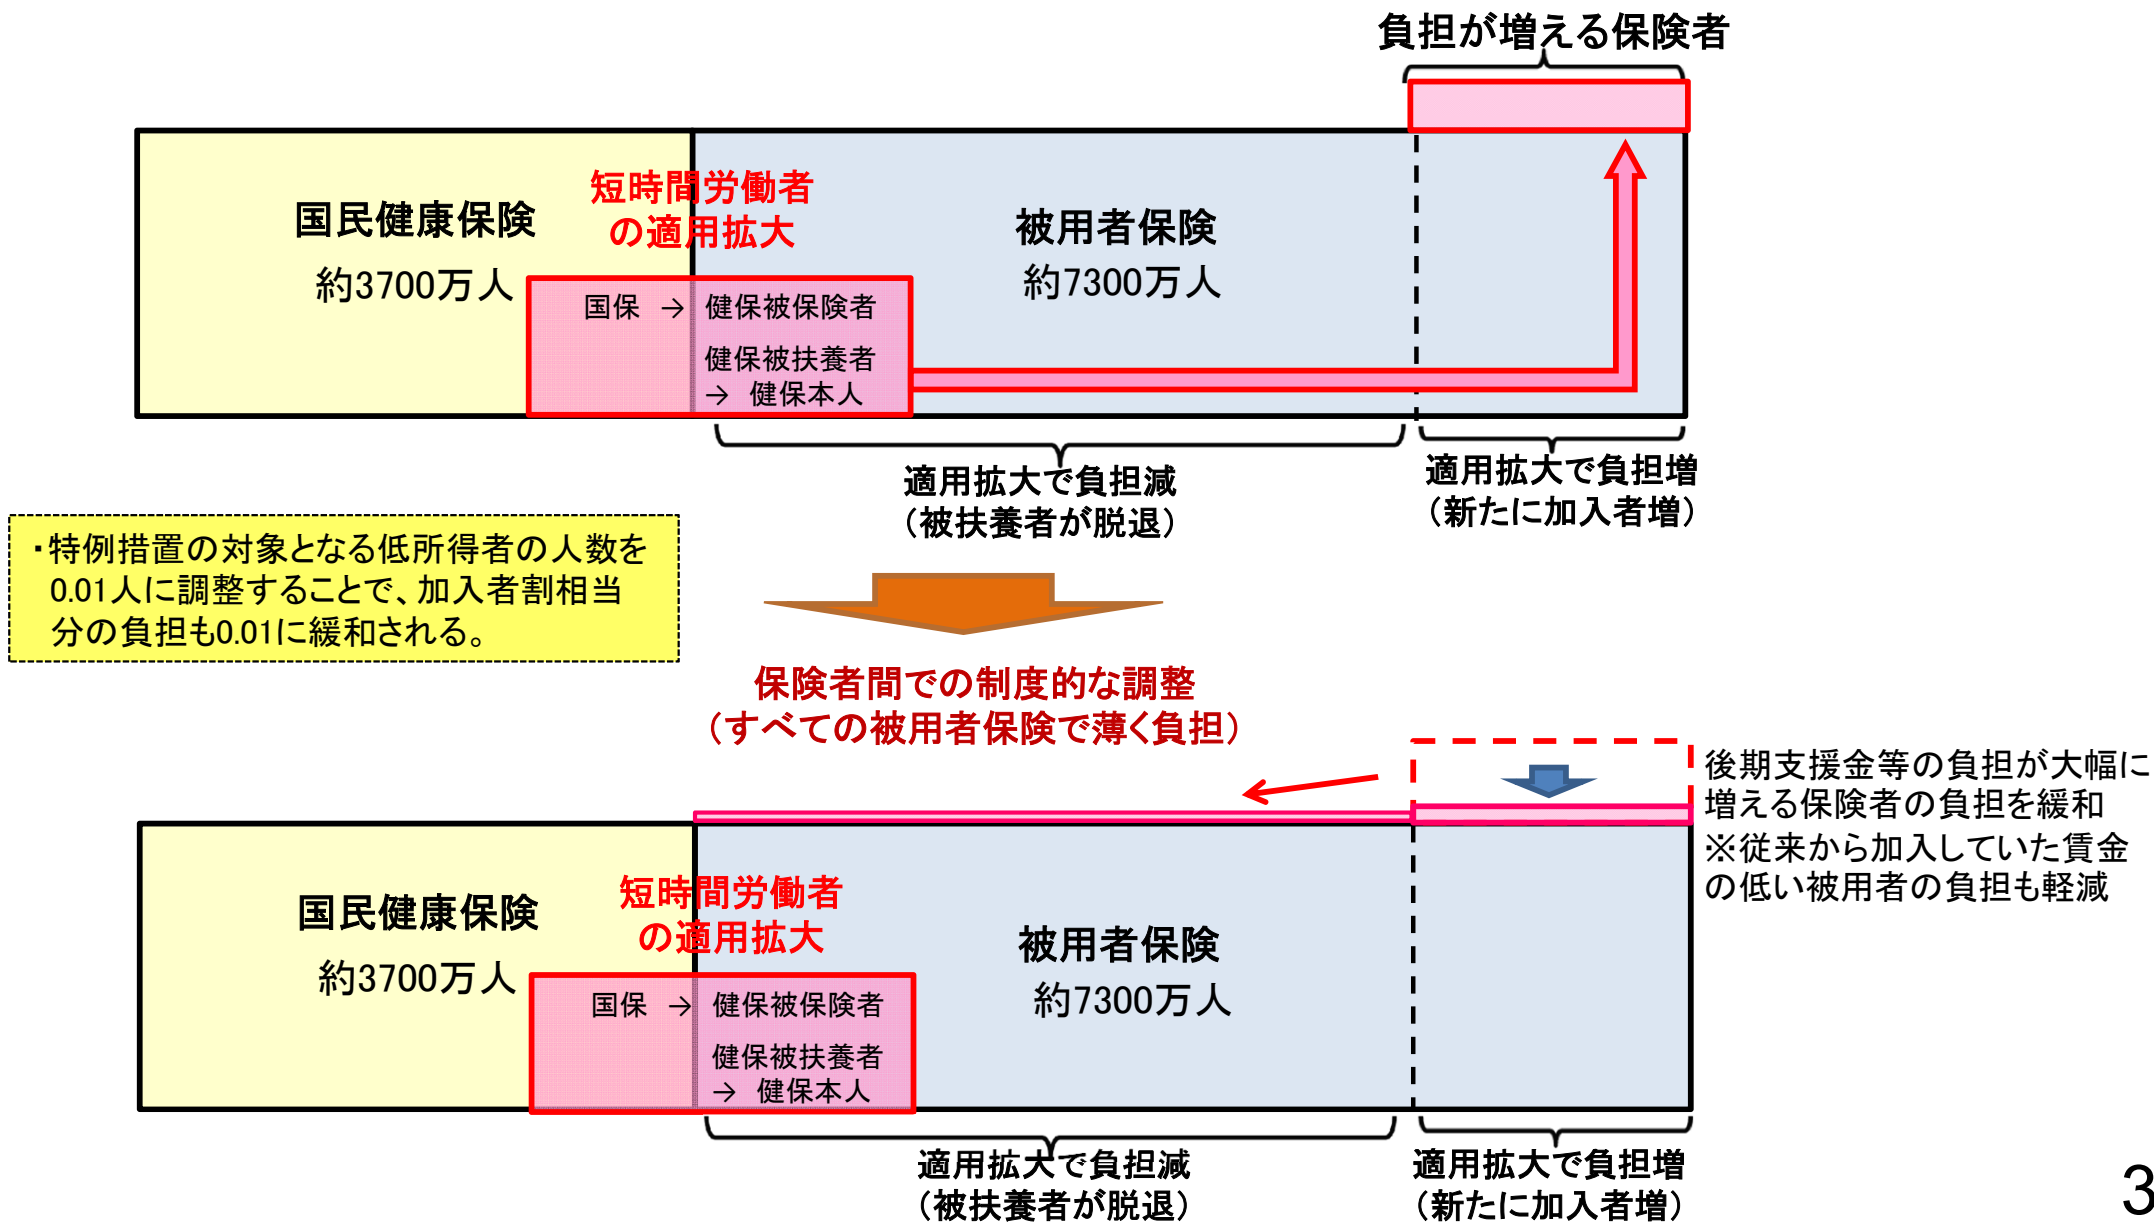 負担が増える保険者
国民健康保険
約3700万人
短時間労働者
の適用拡大
国保 → 健保被保険者
健保被扶養者
→ 健保本人
被用者保険
約7300万人
適用拡大で負担減
(被扶養者が脱退)
適用拡大で負担増
(新たに加入者増)
・特例措置の対象となる低所得者の人数を
0.01人に調整することで、加入者割相当
分の負担も0.01に緩和される。
保険者間での制度的な調整
(すべての被用者保険で薄く負担)
後期支援金等の負担が大幅に
増える保険者の負担を緩和
※従来から加入していた賃金
の低い被用者の負担も軽減
国民健康保険
約3700万人
短時間労働者
の適用拡大
国保 → 健保被保険者
健保被扶養者
→ 健保本人
被用者保険
約7300万人
適用拡大で負担減
(被扶養者が脱退)
適用拡大で負担増
(新たに加入者増)
3